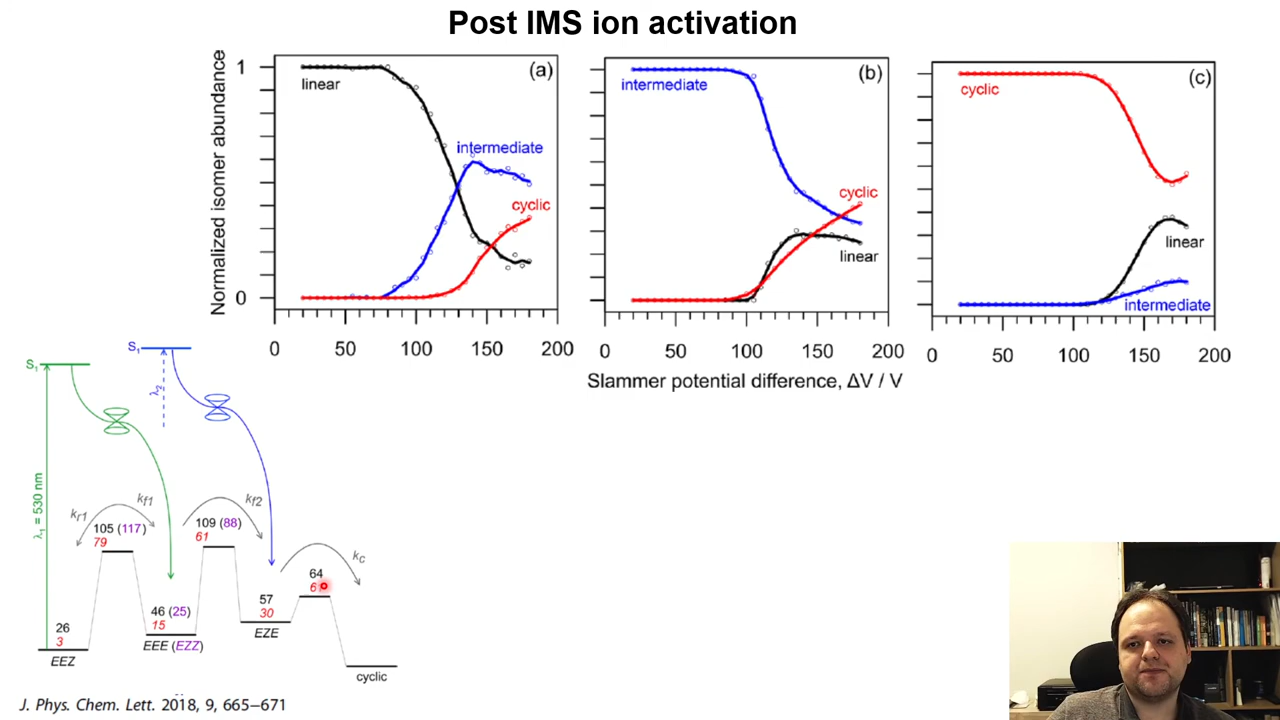 Post IMS ion activation
Normalized isomer abundance
1
0
(a)
linear
intermediate
cyclic
0 50 100 150 200
(b)
intermediate
cyclic
linear
0 50 100 150 200
Slammer potential difference, ΔV / V
(c)
cyclic
linear
intermediate
0 50 100 150 200
S₁
S₁
λ₂
λ₁ = 530 nm
kr1
kf1
kf2
kc
105 (117)
79
109 (88)
61
64
6
26
3
EEZ
46 (25)
15
EEE (EZZ)
57
30
EZE
cyclic
J. Phys. Chem. Lett. 2018, 9, 665−671